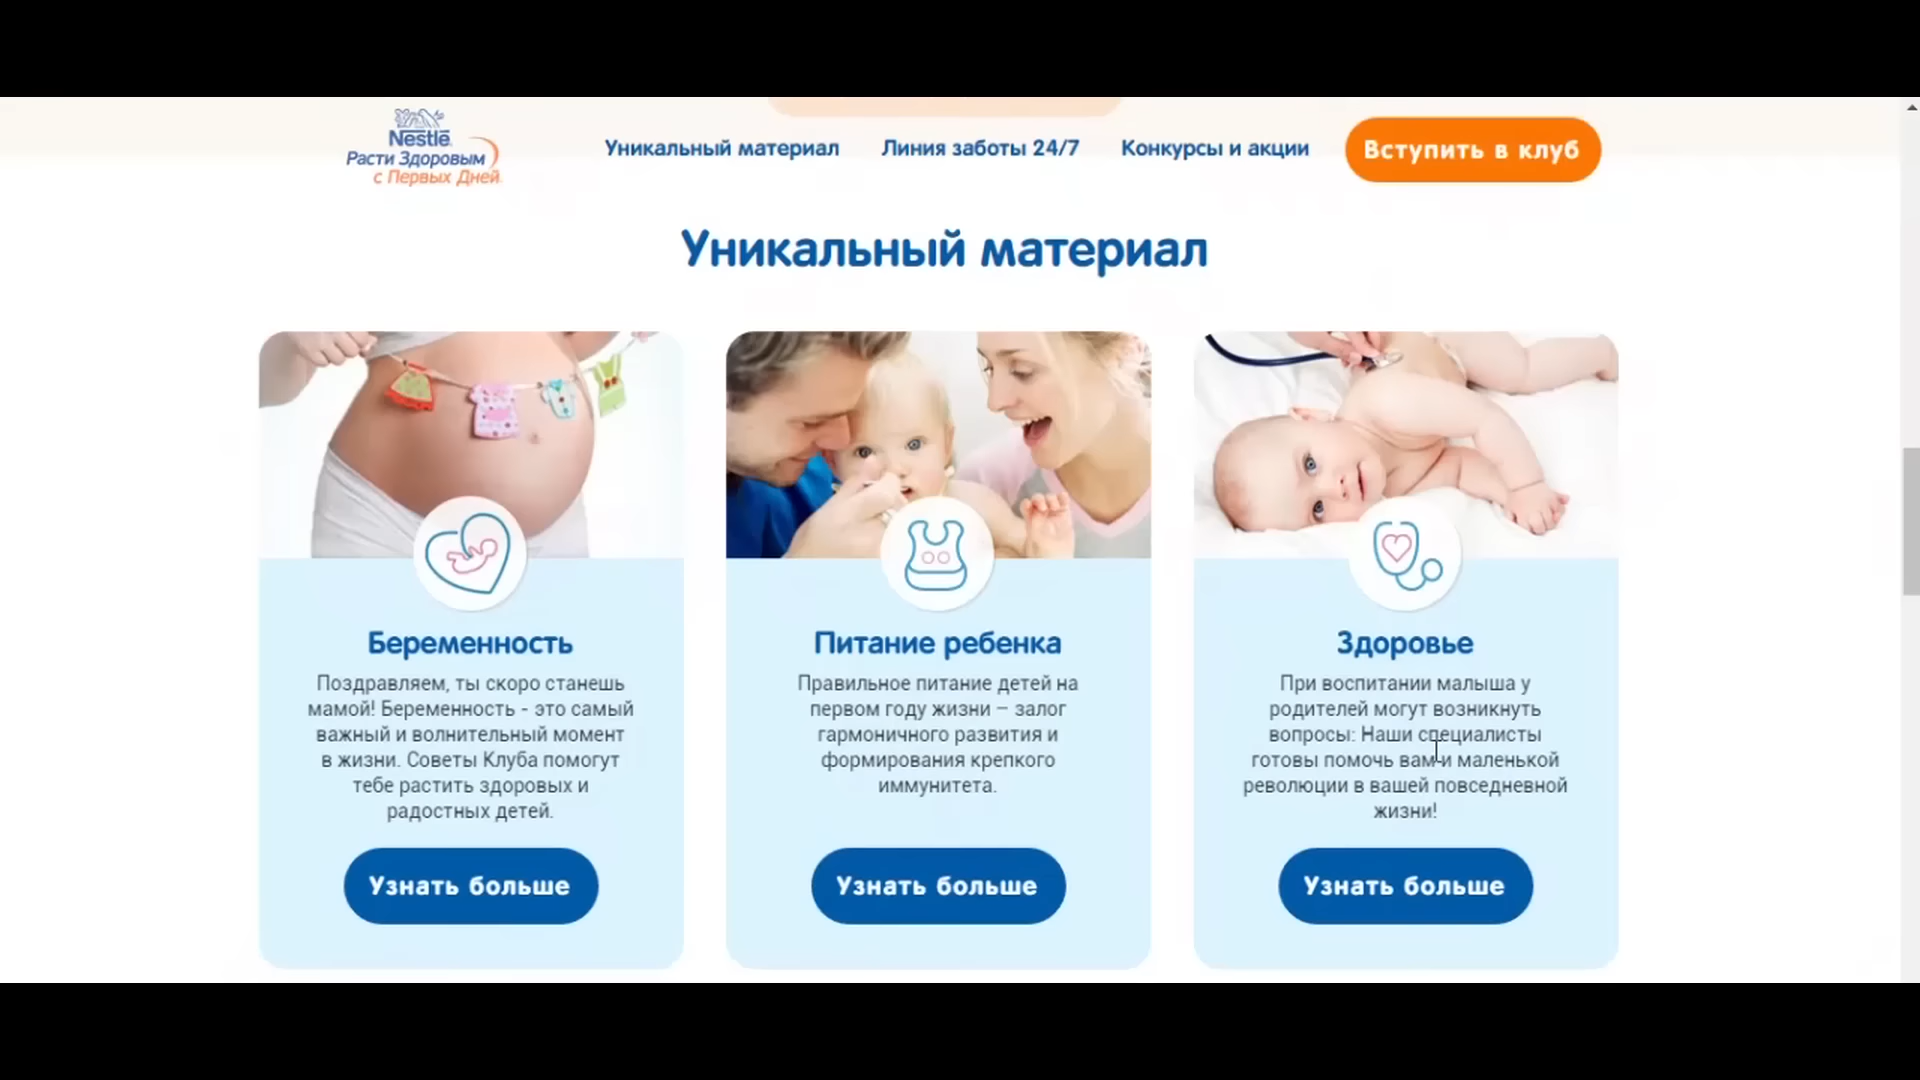 Nestlé
Расти Здоровым
с Первых Дней
Уникальный материал
Линия заботы 24/7
Конкурсы и акции
Вступить в клуб
Уникальный материал
Беременность
Поздравляем, ты скоро станешь
мамой! Беременность - это самый
важный и волнительный момент
в жизни. Советы Клуба помогут
тебе растить здоровых и
радостных детей.
Узнать больше
Питание ребенка
Правильное питание детей на
первом году жизни – залог
гармоничного развития и
формирования крепкого
иммунитета.
Узнать больше
Здоровье
При воспитании малыша у
родителей могут возникнуть
вопросы: Наши специалисты
готовы помочь вам и маленькой
революции в вашей повседневной
жизни!
Узнать больше